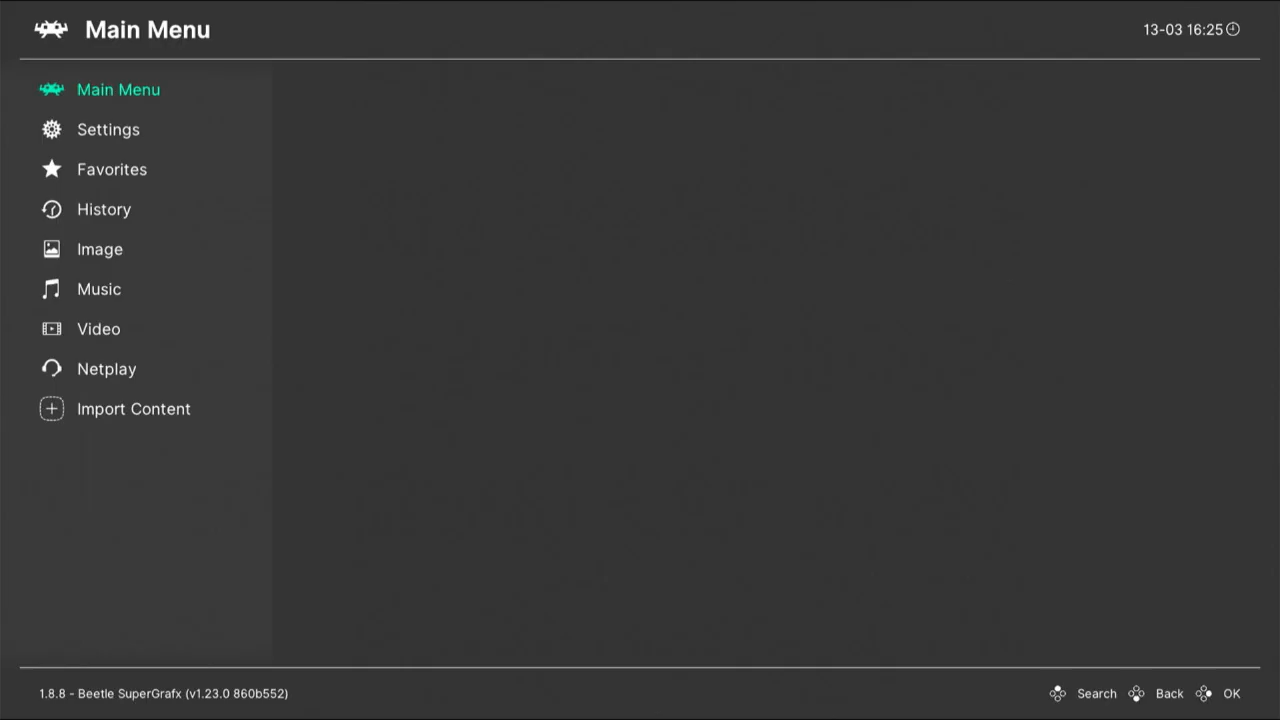 Main Menu
13-03 16:25
Main Menu
Settings
Favorites
History
Image
Music
Video
Netplay
Import Content
1.8.8 - Beetle SuperGrafx (v1.23.0 860b552)
Search Back OK